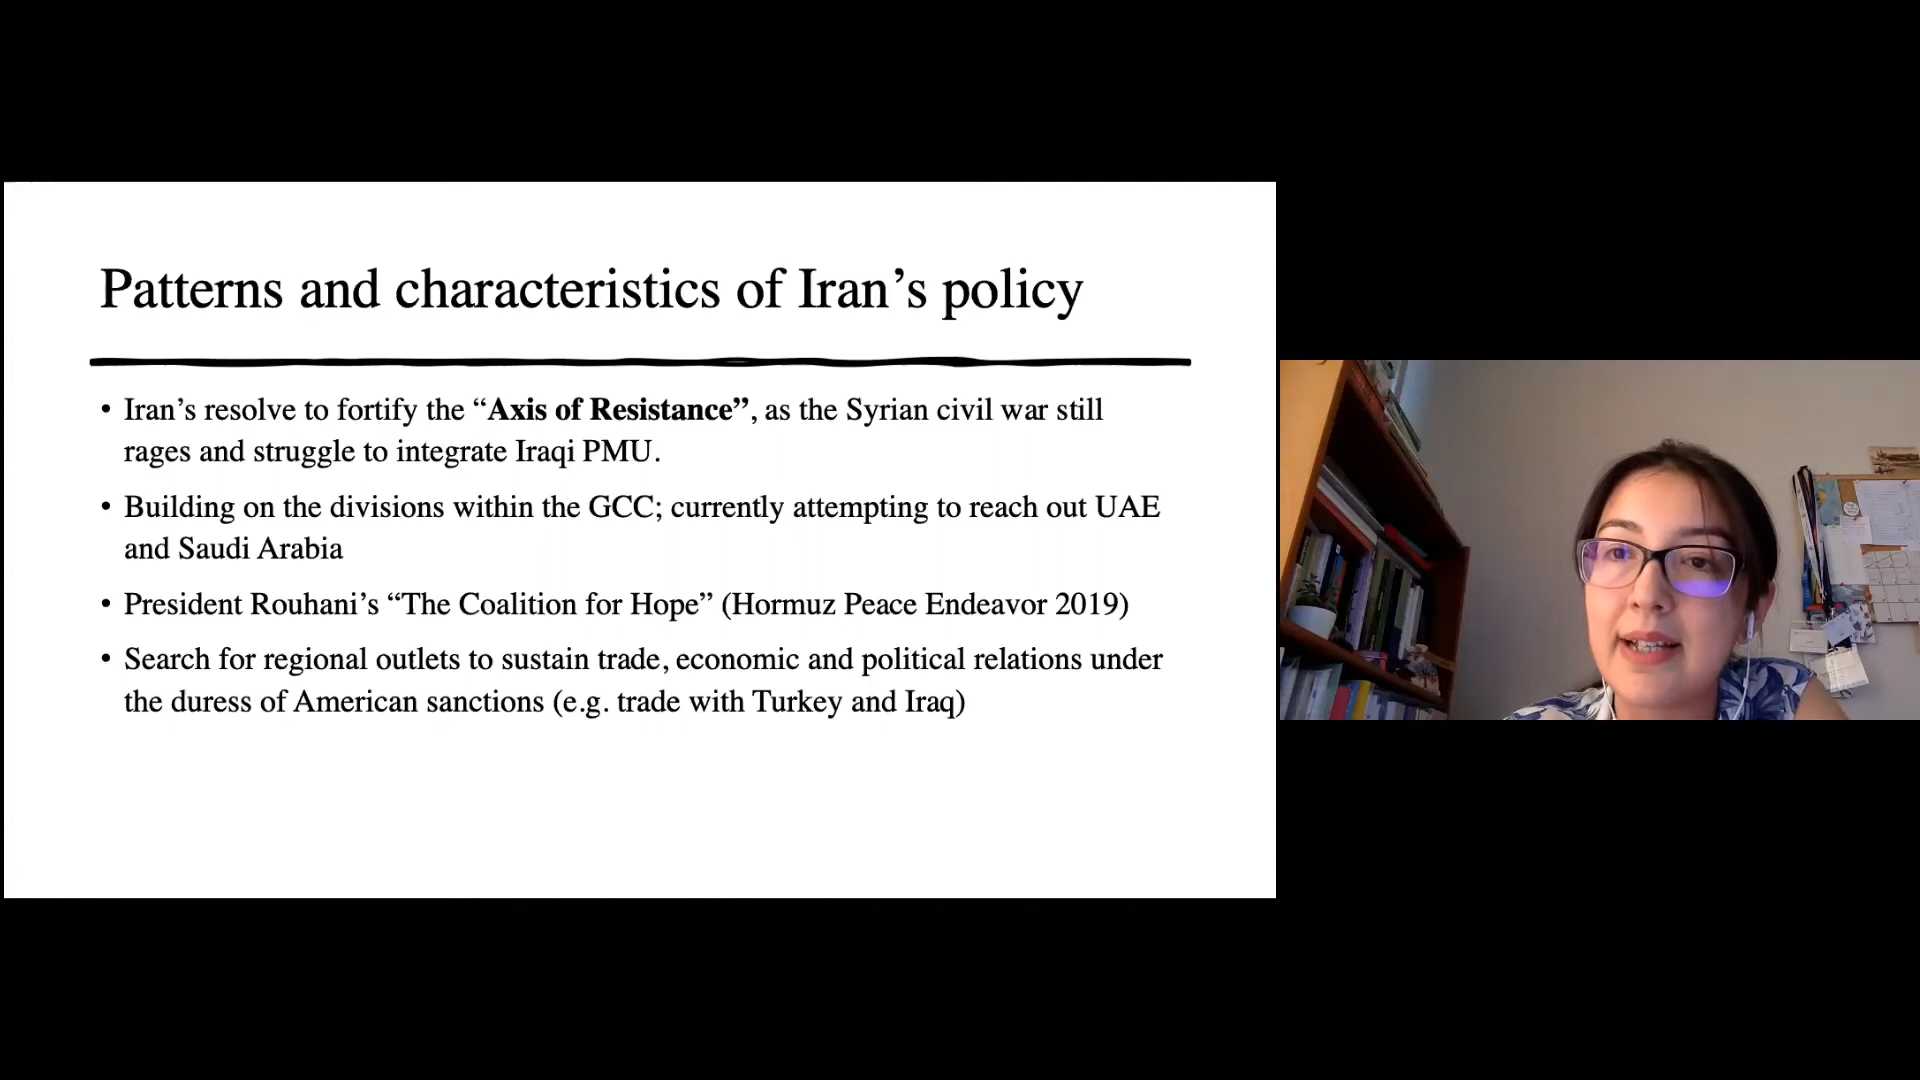 Patterns and characteristics of Iran’s policy
• Iran’s resolve to fortify the “Axis of Resistance”, as the Syrian civil war still
rages and struggle to integrate Iraqi PMU.
• Building on the divisions within the GCC; currently attempting to reach out UAE
and Saudi Arabia
• President Rouhani’s “The Coalition for Hope” (Hormuz Peace Endeavor 2019)
• Search for regional outlets to sustain trade, economic and political relations under
the duress of American sanctions (e.g. trade with Turkey and Iraq)